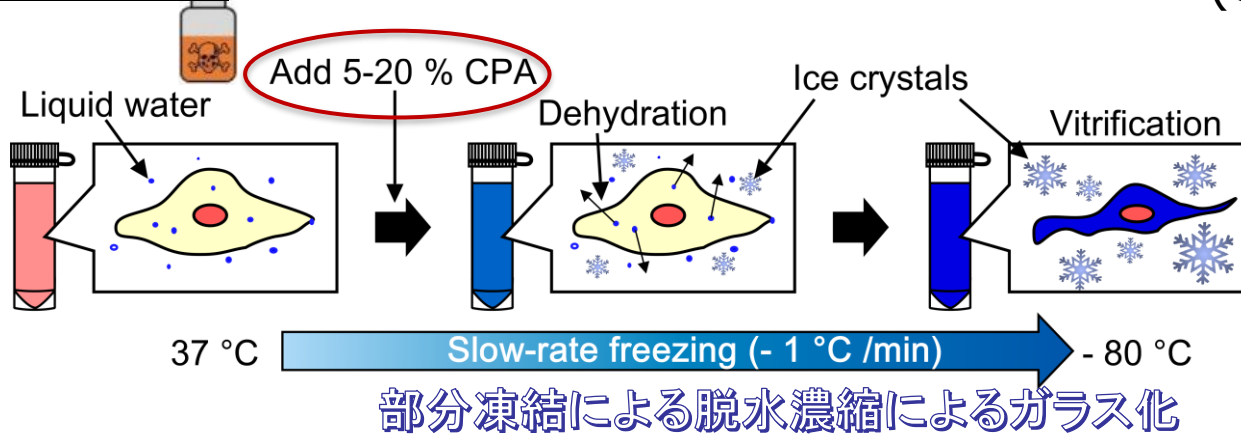 Add 5-20 % CPA
Liquid water
Dehydration
Ice crystals
Vitrification
37 °C
Slow-rate freezing (- 1 °C /min)
- 80 °C
部分凍結による脱水濃縮によるガラス化